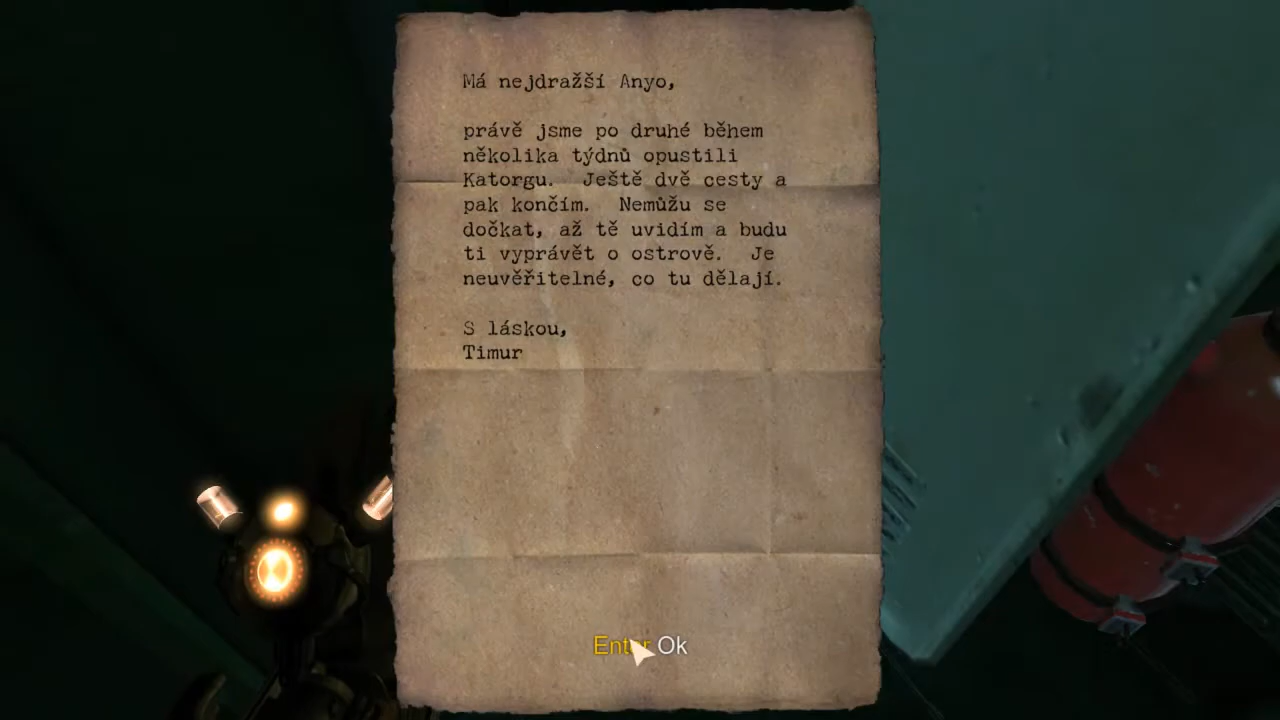 Má nejdražší Anyo,
právě jsme po druhé během
několika týdnů opustili
Katorgu. Ještě dvě cesty a
pak končím. Nemůžu se
dočkat, až tě uvidím a budu
ti vyprávět o ostrově. Je
neuvěřitelné, co tu dělají.
S láskou,
Timur
Enter Ok